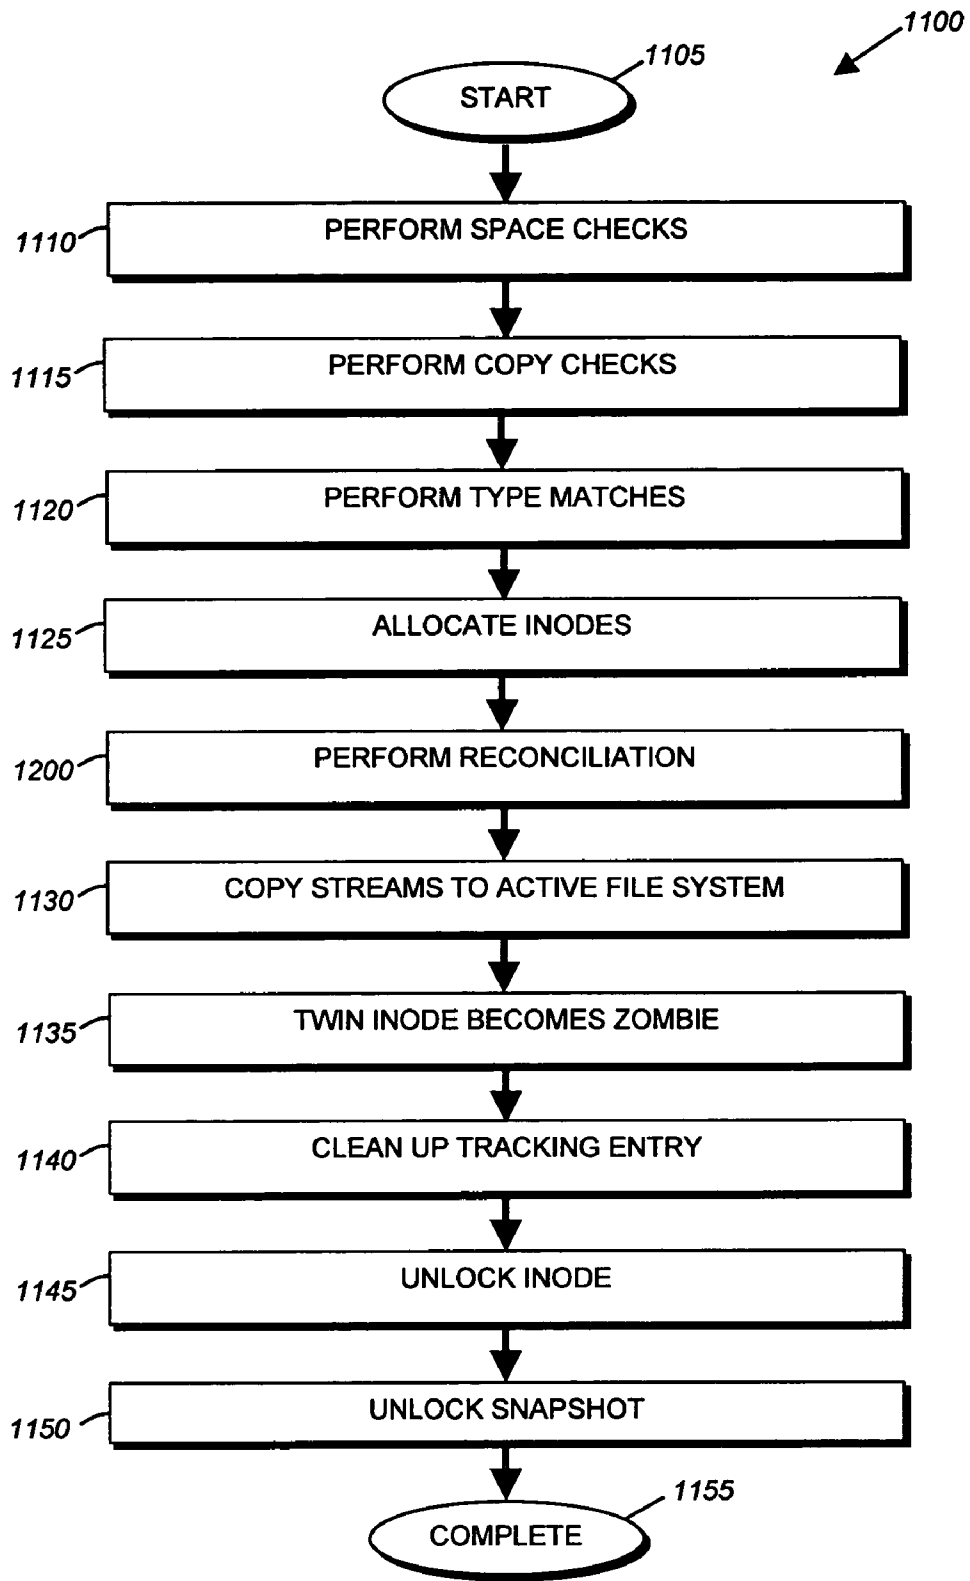 1100
1105
START
1110
PERFORM SPACE CHECKS
1115
PERFORM COPY CHECKS
1120
PERFORM TYPE MATCHES
1125
ALLOCATE INODES
1200
PERFORM RECONCILIATION
1130
COPY STREAMS TO ACTIVE FILE SYSTEM
1135
TWIN INODE BECOMES ZOMBIE
1140
CLEAN UP TRACKING ENTRY
1145
UNLOCK INODE
1150
UNLOCK SNAPSHOT
1155
COMPLETE